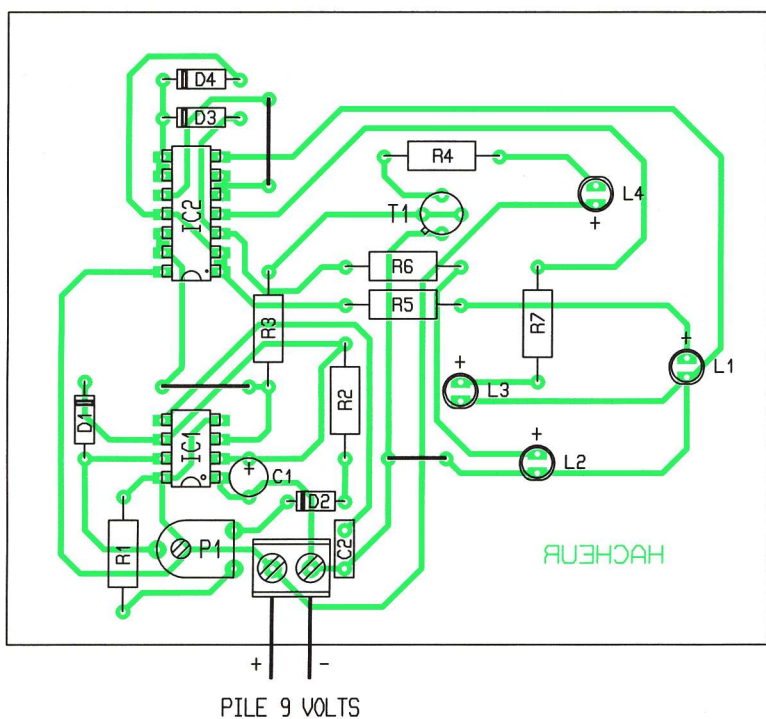 D4
D3
R4
L4
+
IC2
T1
R6
R5
R3
R7
+
L1
+
L3
R2
D1
IC1
+
C1
+
L2
D2
R1
P1
C2
HACHEUR
+ -
PILE 9 VOLTS